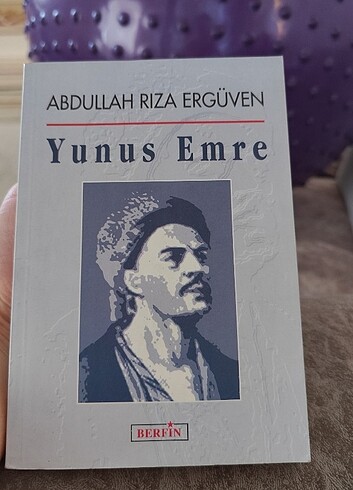 ABDULLAH RIZA ERGÜVEN
Yunus Emre
BERFİN